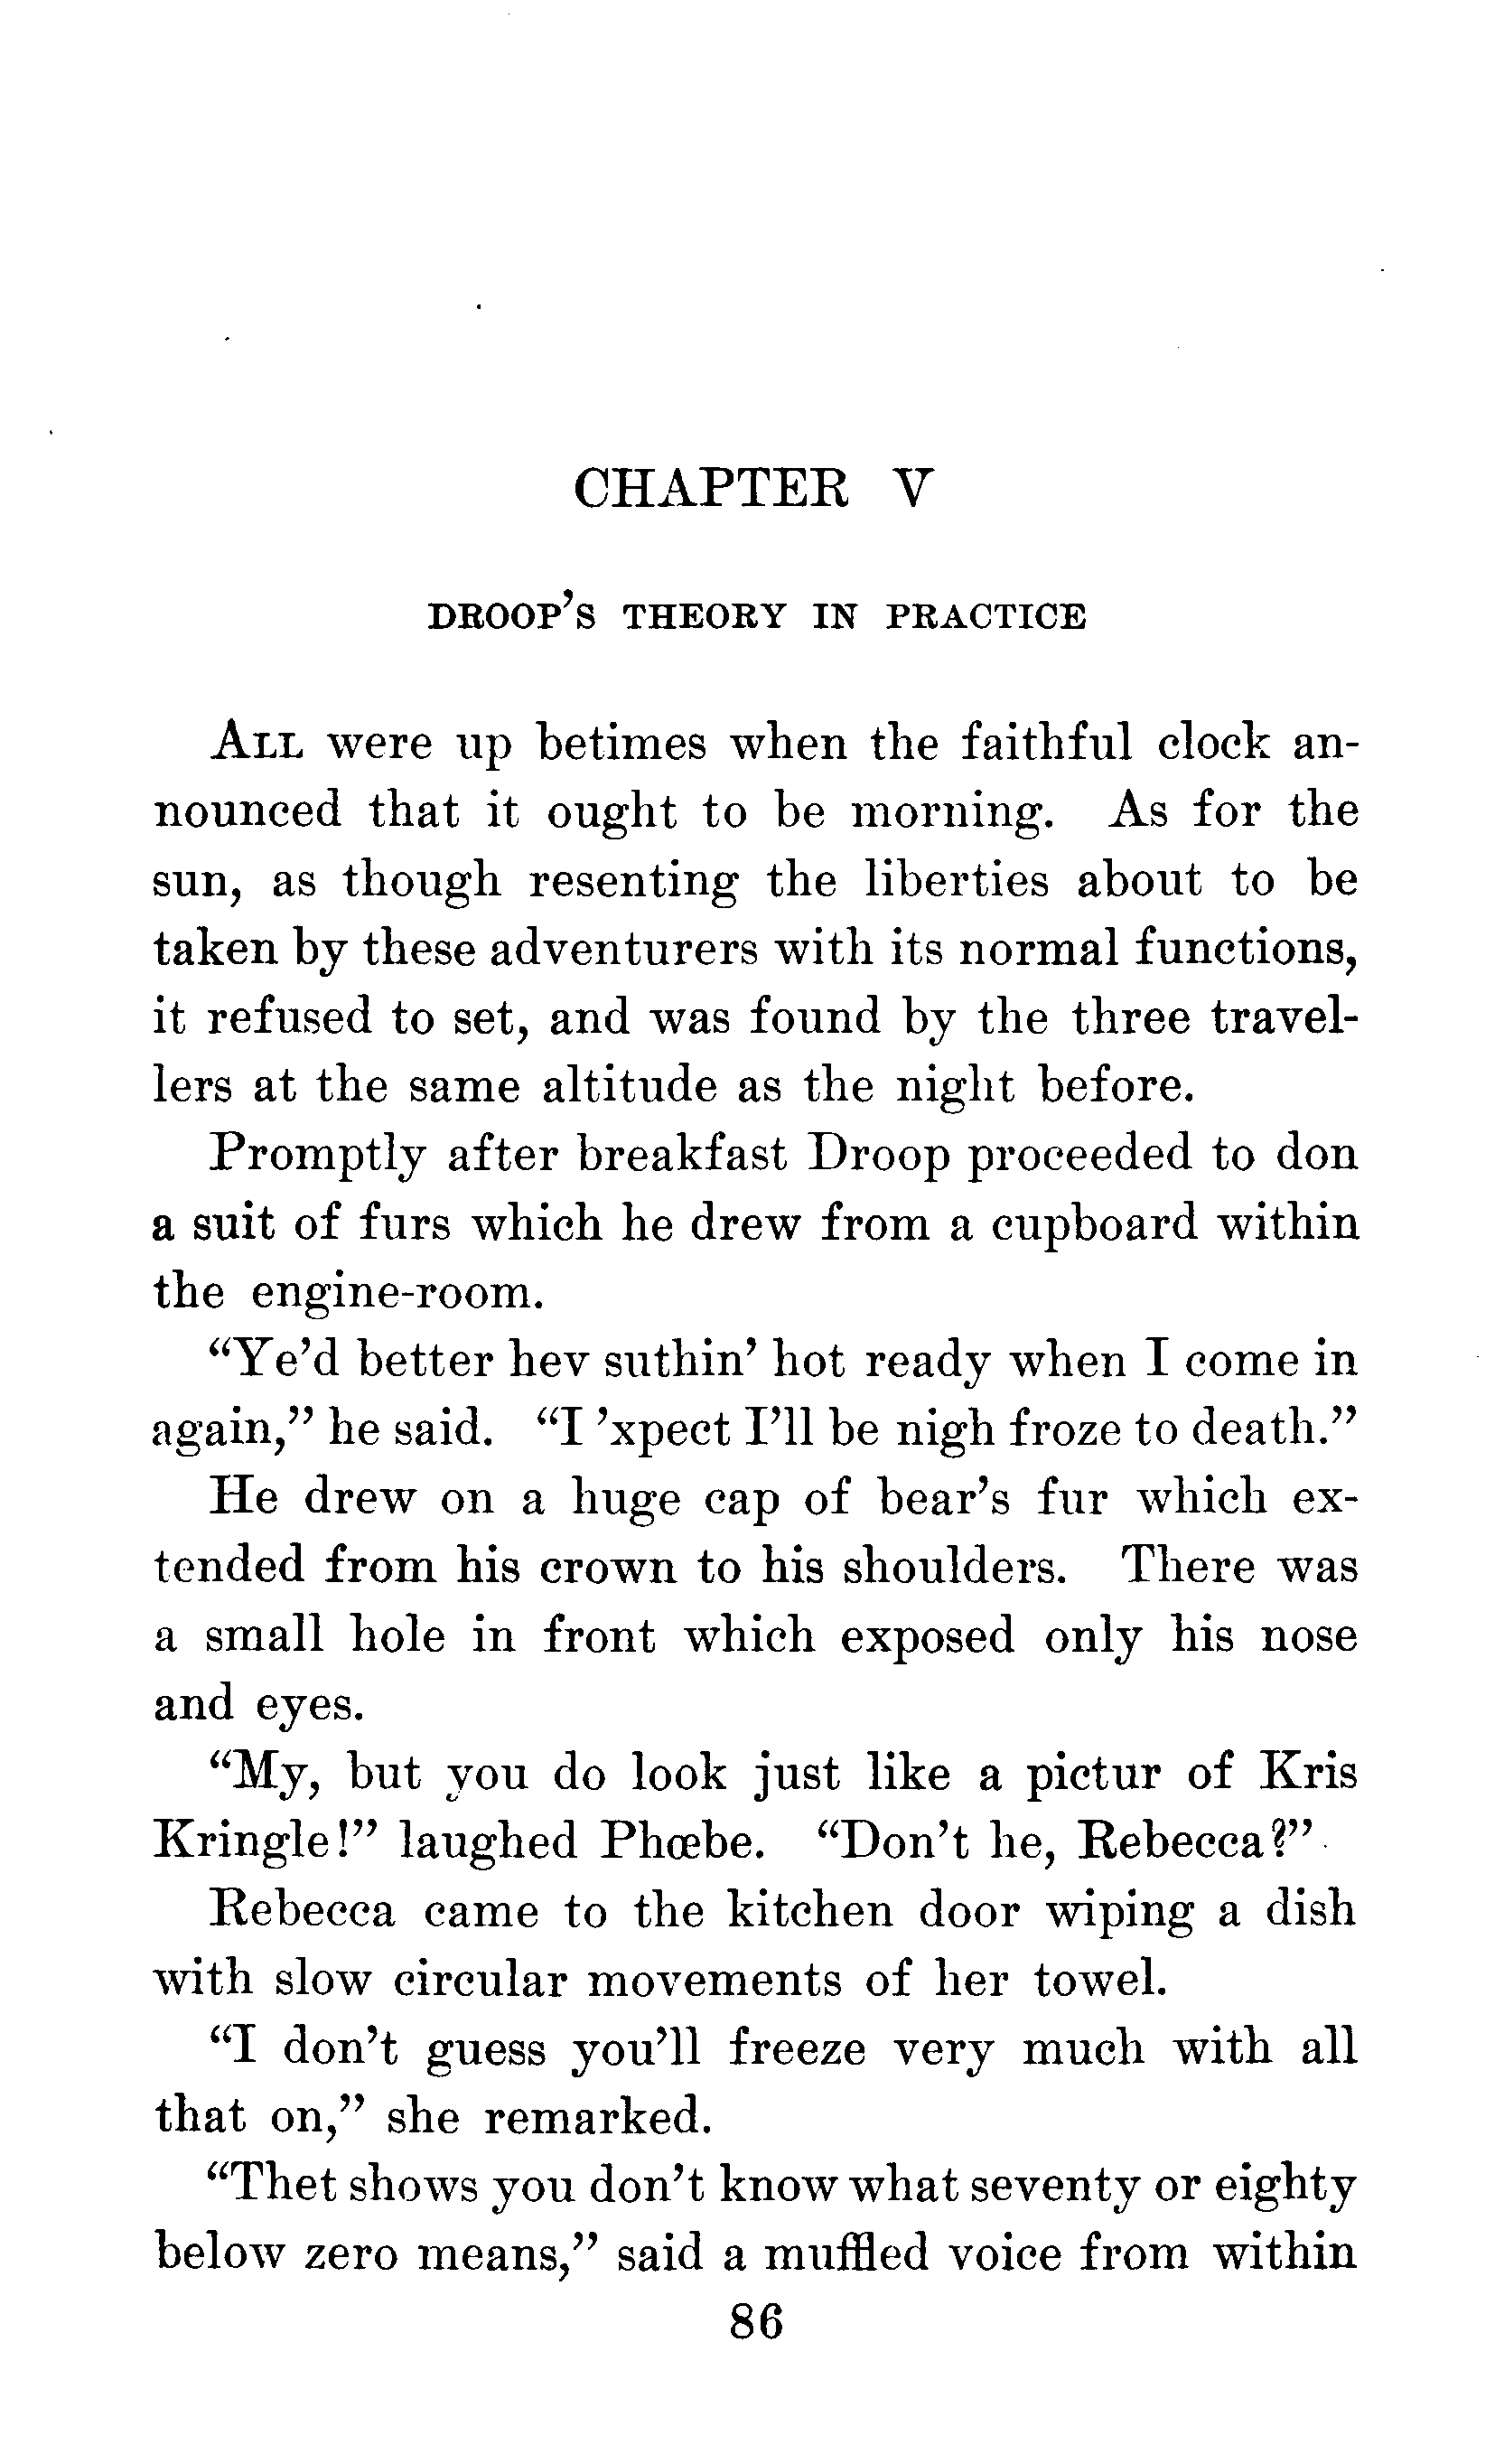 CHAPTER V
DROOP'S THEORY IN PRACTICE
ALL were up betimes when the faithful clock an-
nounced that it ought to be morning. As for the
sun, as though resenting the liberties about to be
taken by these adventurers with its normal functions,
it refused to set, and was found by the three travel-
lers at the same altitude as the night before.
Promptly after breakfast Droop proceeded to don
a suit of furs which he drew from a cupboard within
the engine-room.
“Ye’d better hev suthin’ hot ready when I come in
again,” he said. “I ’xpect I’ll be nigh froze to death.”
He drew on a huge cap of bear’s fur which ex-
tended from his crown to his shoulders. There was
a small hole in front which exposed only his nose
and eyes.
“My, but you do look just like a pictur of Kris
Kringle!” laughed Phœbe. “Don’t he, Rebecca?”
Rebecca came to the kitchen door wiping a dish
with slow circular movements of her towel.
“I don’t guess you’ll freeze very much with all
that on,” she remarked.
“Thet shows you don’t know what seventy or eighty
below zero means,” said a muffled voice from within
86